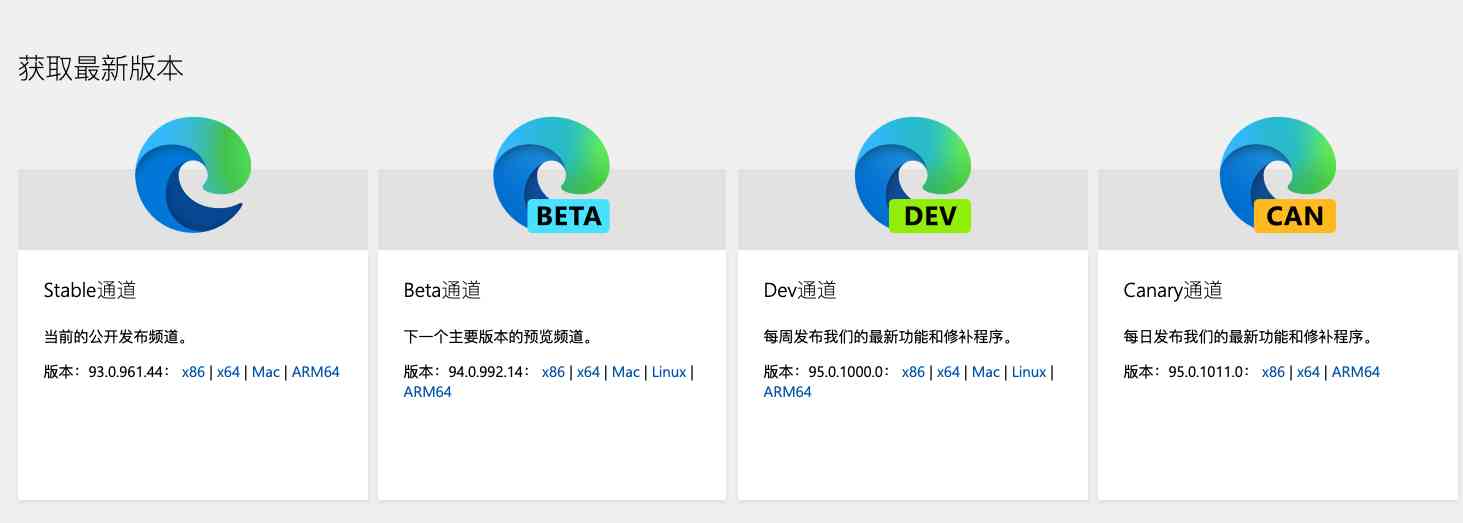 获取最新版本
BETA
DEV
CAN
Stable通道
当前的公开发布频道。
版本：93.0.961.44： x86 | x64 | Mac | ARM64
Beta通道
下一个主要版本的预览频道。
版本：94.0.992.14： x86 | x64 | Mac | Linux |
ARM64
Dev通道
每周发布我们的最新功能和修补程序。
版本：95.0.1000.0： x86 | x64 | Mac | Linux |
ARM64
Canary通道
每日发布我们的最新功能和修补程序。
版本：95.0.1011.0： x86 | x64 | ARM64